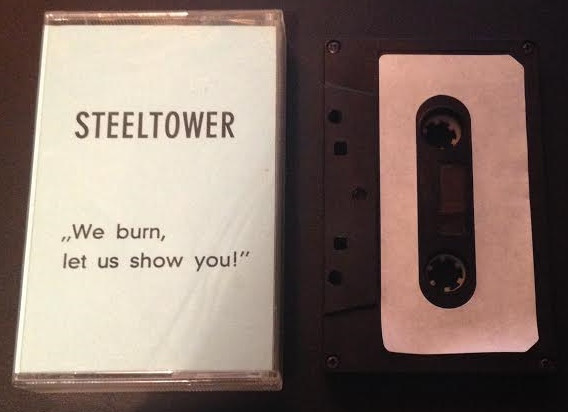 STEELTOWER
„We burn,
let us show you!”